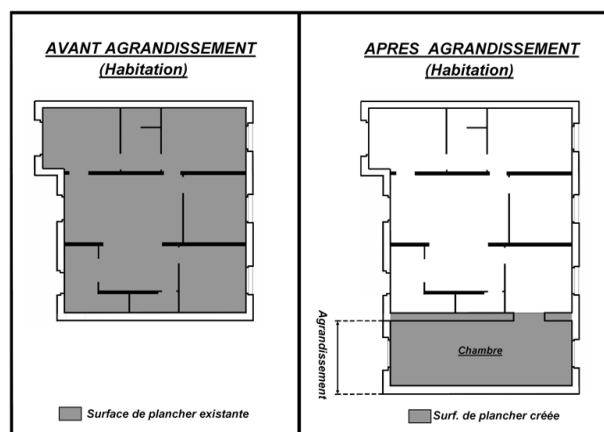 AVANT AGRANDISSEMENT
(Habitation)
Surface de plancher existante
APRES AGRANDISSEMENT
(Habitation)
Agrandissement
Chambre
Surf. de plancher créée